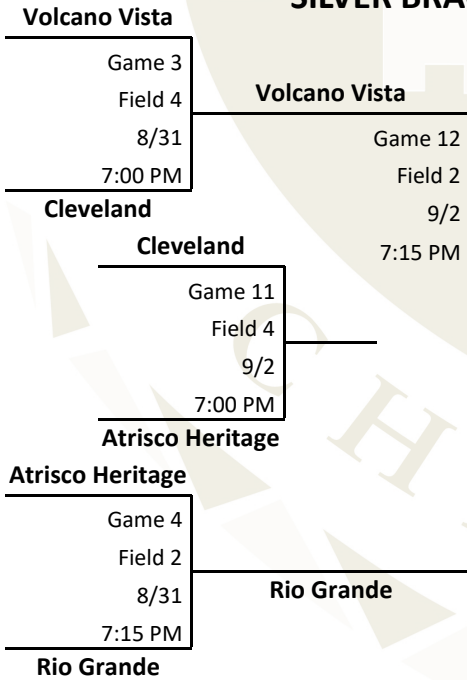 SILVER
Volcano Vista
Game 3
Field 4
8/31
7:00 PM
Cleveland
Volcano Vista
Game 12
Field 2
9/2
7:15 PM
Cleveland
Game 11
Field 4
9/2
7:00 PM
Atrisco Heritage
Atrisco Heritage
Game 4
Field 2
8/31
7:15 PM
Rio Grande
Rio Grande
C H